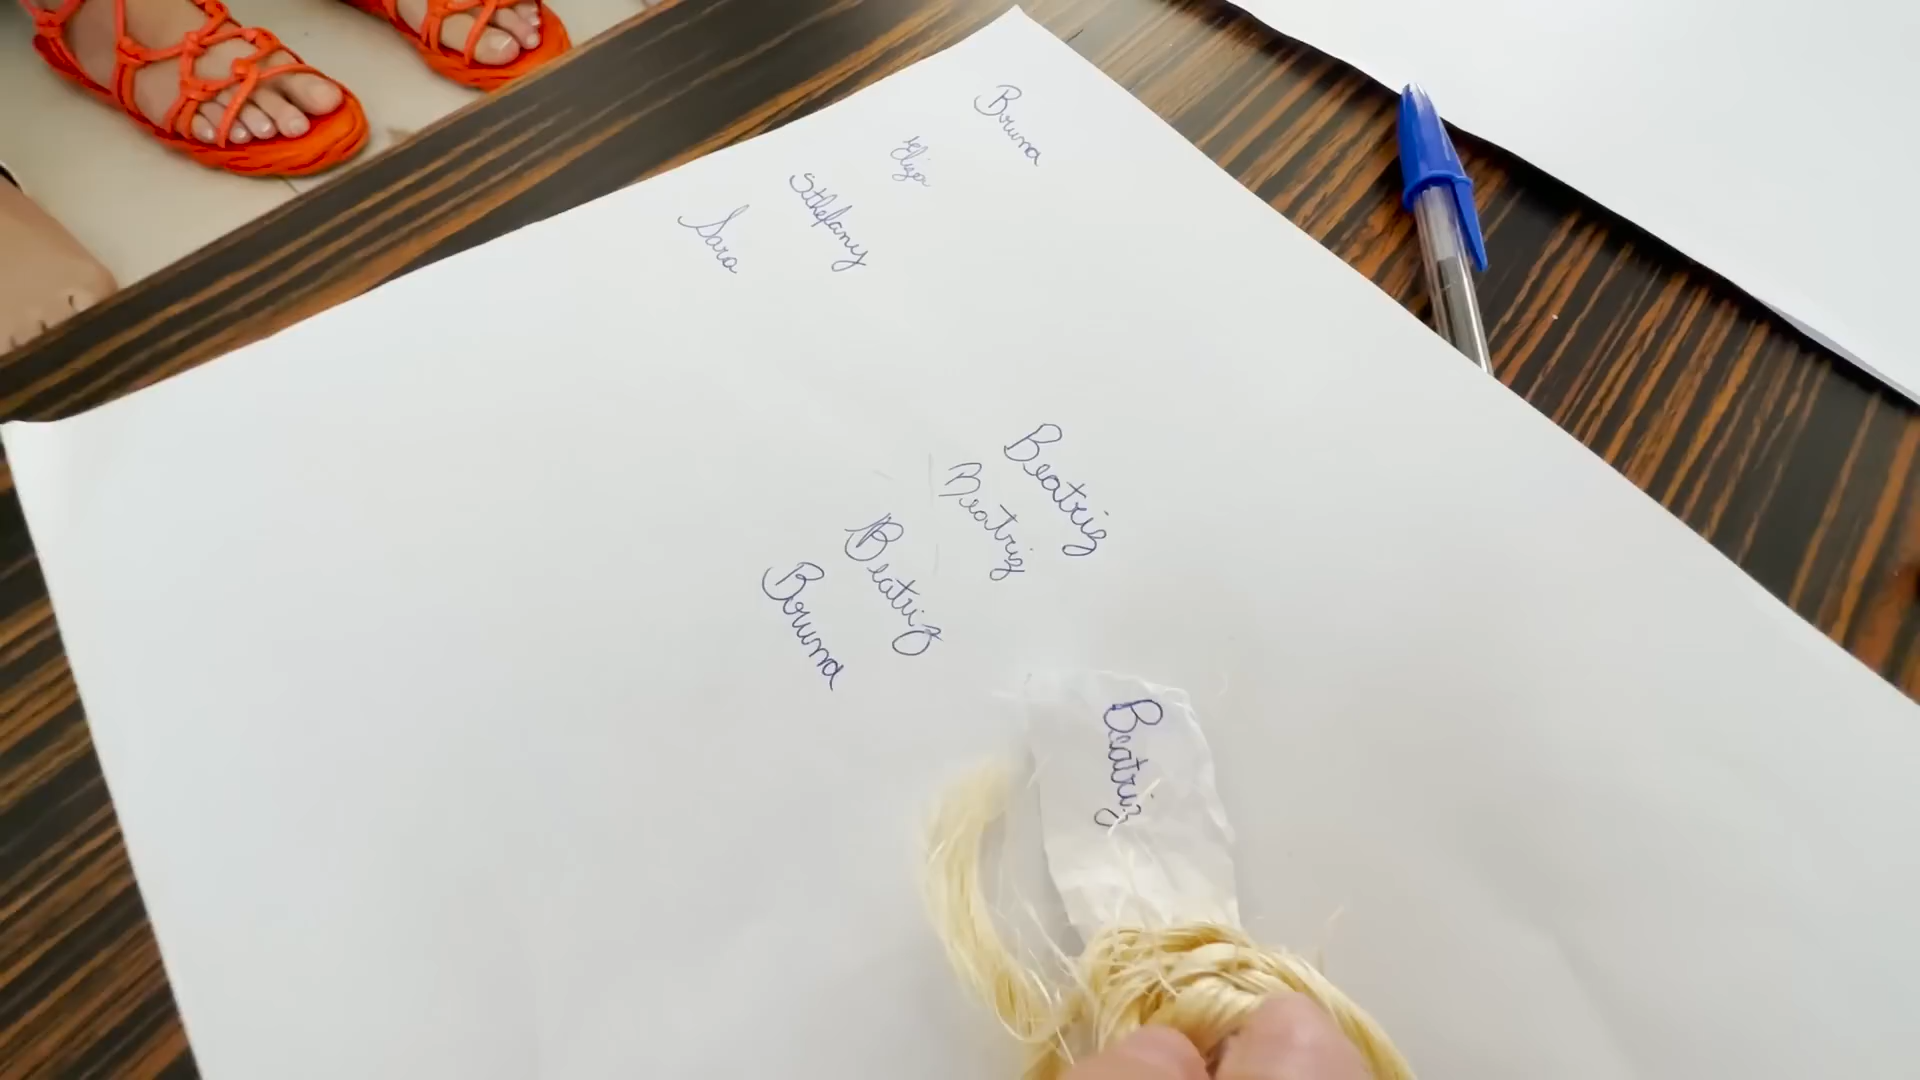 Bruna
Eliza
Sthefany
Sara
Beatriz
Beatriz
Beatriz
Bruna
Beatriz